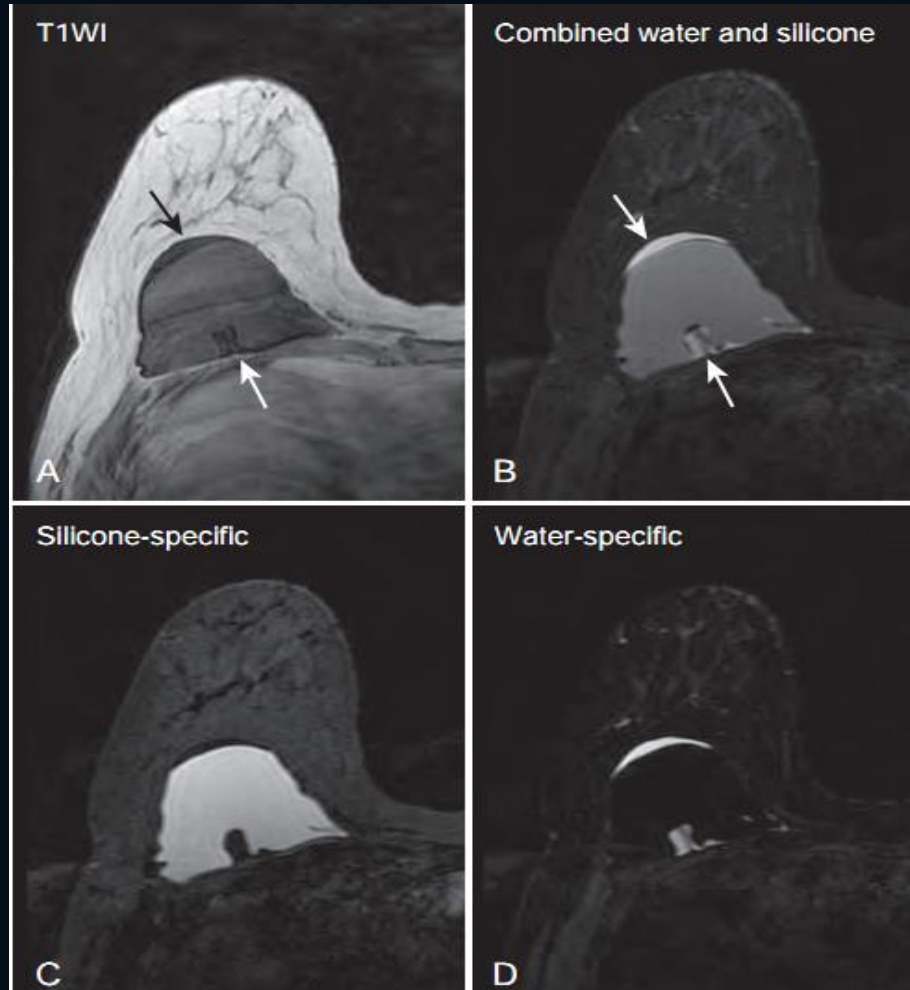 T1WI
Combined water and silicone
A
B
Silicone-specific
Water-specific
C
D